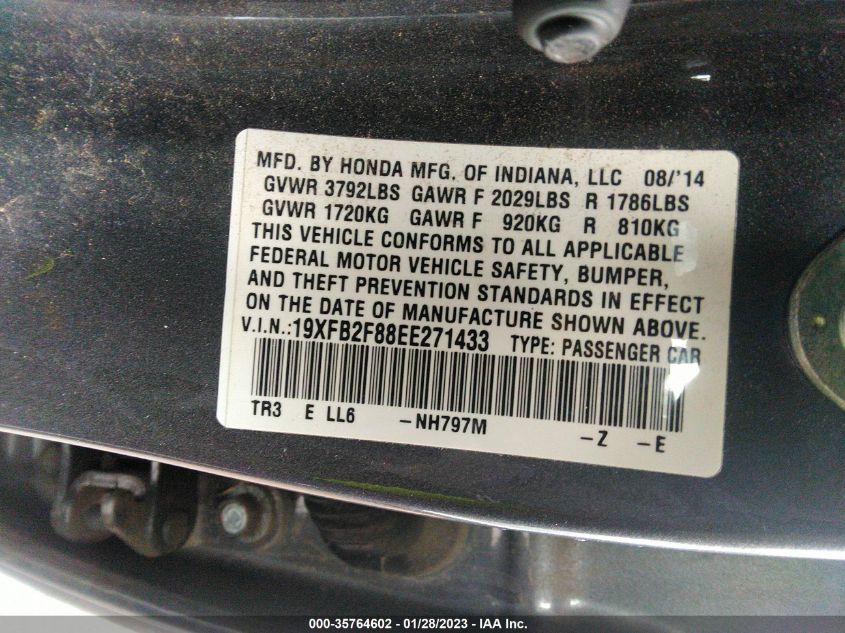 MFD. BY HONDA MFG. OF INDIANA, LLC 08/'14
GVWR 3792LBS GAWR F 2029LBS R 1786LBS
GVWR 1720KG GAWR F 920KG R 810KG
THIS VEHICLE CONFORMS TO ALL APPLICABLE
FEDERAL MOTOR VEHICLE SAFETY, BUMPER,
AND THEFT PREVENTION STANDARDS IN EFFECT
ON THE DATE OF MANUFACTURE SHOWN ABOVE.
V.I.N.:19XFB2F88EE271433 TYPE: PASSENGER CAR
TR3 E LL6 -NH797M -Z -E
000-35764602 - 01/28/2023 - IAA Inc.